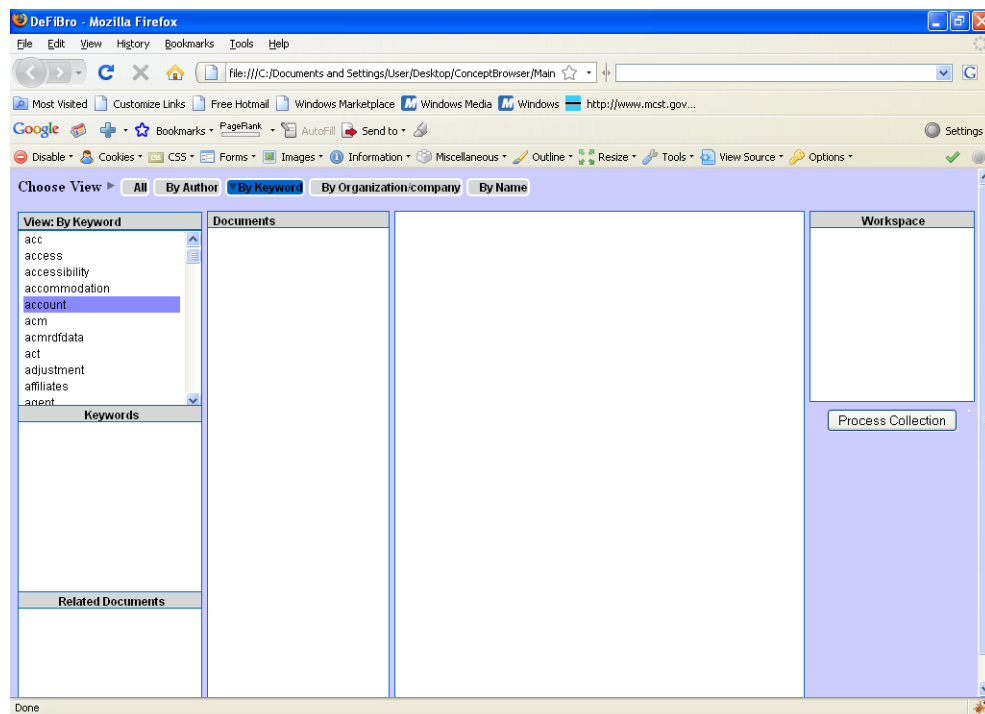 DeFiBro - Mozilla Firefox
File Edit View History Bookmarks Tools Help
file:///C:/Documents and Settings/User/Desktop/ConceptBrowser/Main
G
Most Visited Customize Links Free Hotmail Windows Marketplace Windows Media Windows http://www.mcst.gov...
Google Bookmarks PageRank AutoFill Send to Settings
Disable Cookies CSS Forms Images Information Miscellaneous Outline Resize Tools View Source Options
Choose View All By Author By Keyword By Organization/company By Name
View: By Keyword Documents Workspace
acc
access
accessibility
accommodation
account
acm
acmrdfdata
act
adjustment
affiliates
agent
Keywords
Process Collection
Related Documents
Done